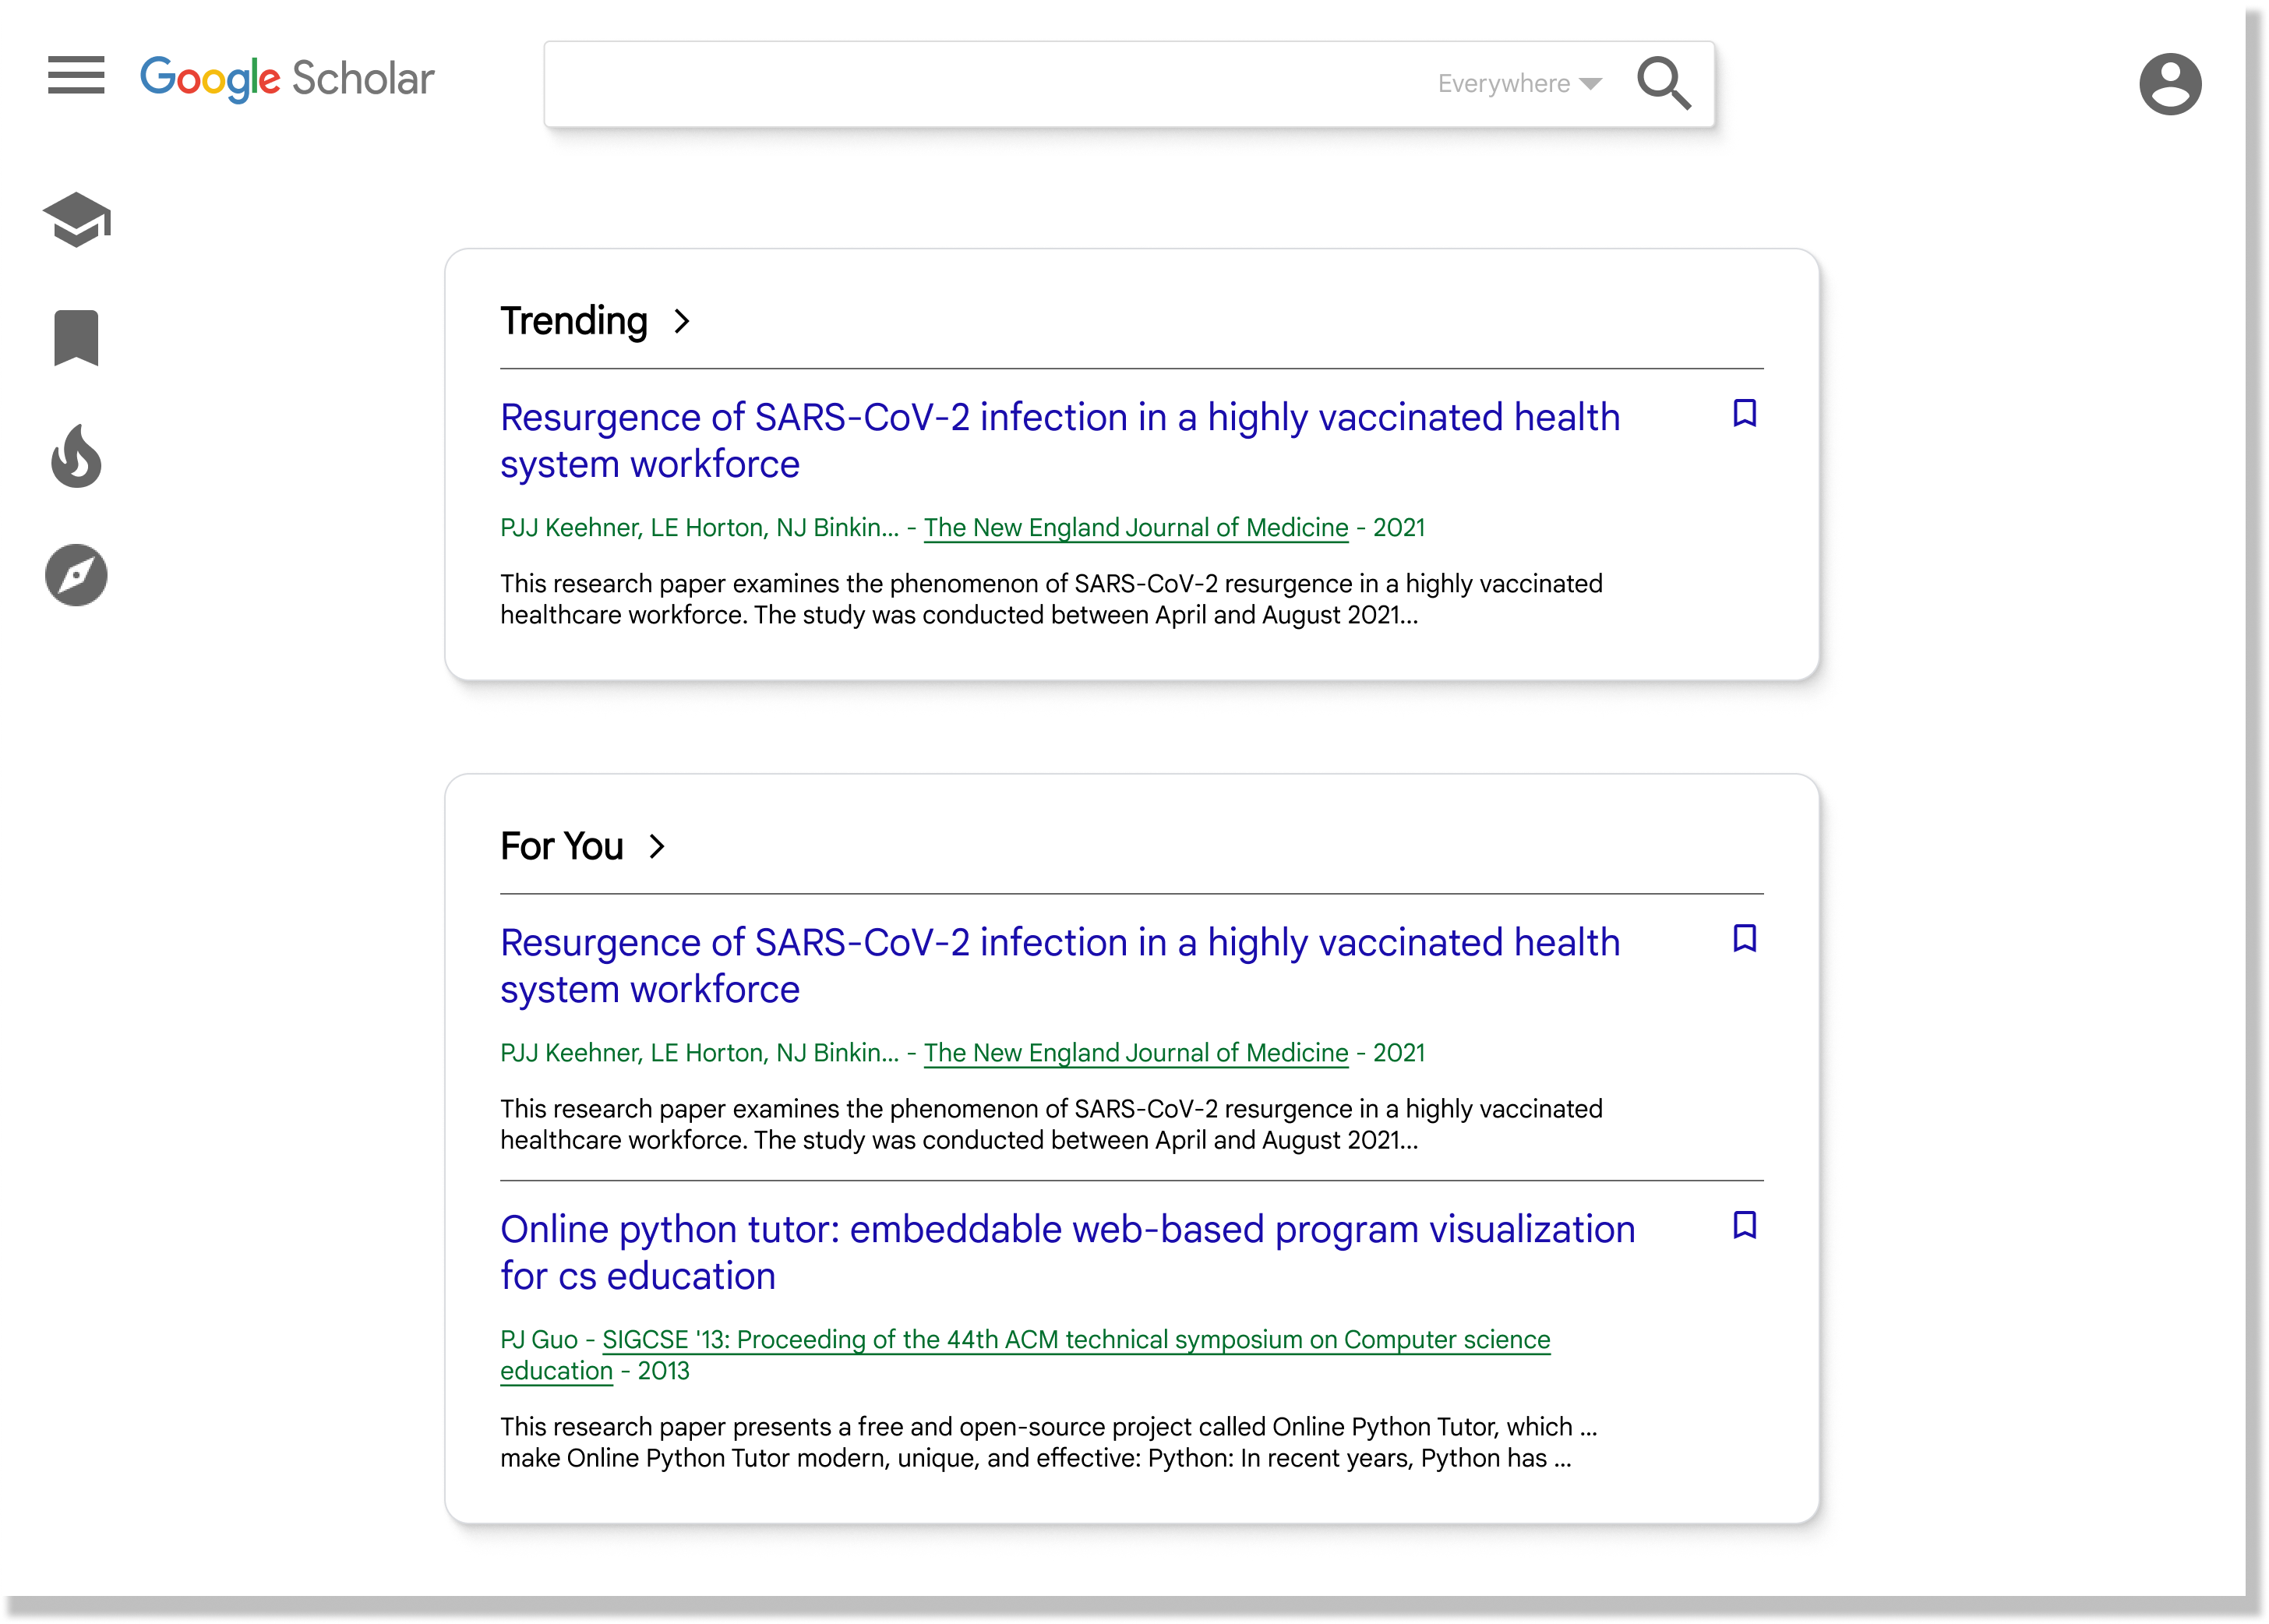 Google Scholar
Everywhere
Trending
Resurgence of SARS-CoV-2 infection in a highly vaccinated health
system workforce
PJJ Keehner, LE Horton, NJ Binkin... - The New England Journal of Medicine - 2021
This research paper examines the phenomenon of SARS-CoV-2 resurgence in a highly vaccinated
healthcare workforce. The study was conducted between April and August 2021...
For You
Resurgence of SARS-CoV-2 infection in a highly vaccinated health
system workforce
PJJ Keehner, LE Horton, NJ Binkin... - The New England Journal of Medicine - 2021
This research paper examines the phenomenon of SARS-CoV-2 resurgence in a highly vaccinated
healthcare workforce. The study was conducted between April and August 2021...
Online python tutor: embeddable web-based program visualization
for cs education
PJ Guo - SIGCSE '13: Proceeding of the 44th ACM technical symposium on Computer science
education - 2013
This research paper presents a free and open-source project called Online Python Tutor, which ...
make Online Python Tutor modern, unique, and effective: Python: In recent years, Python has ...